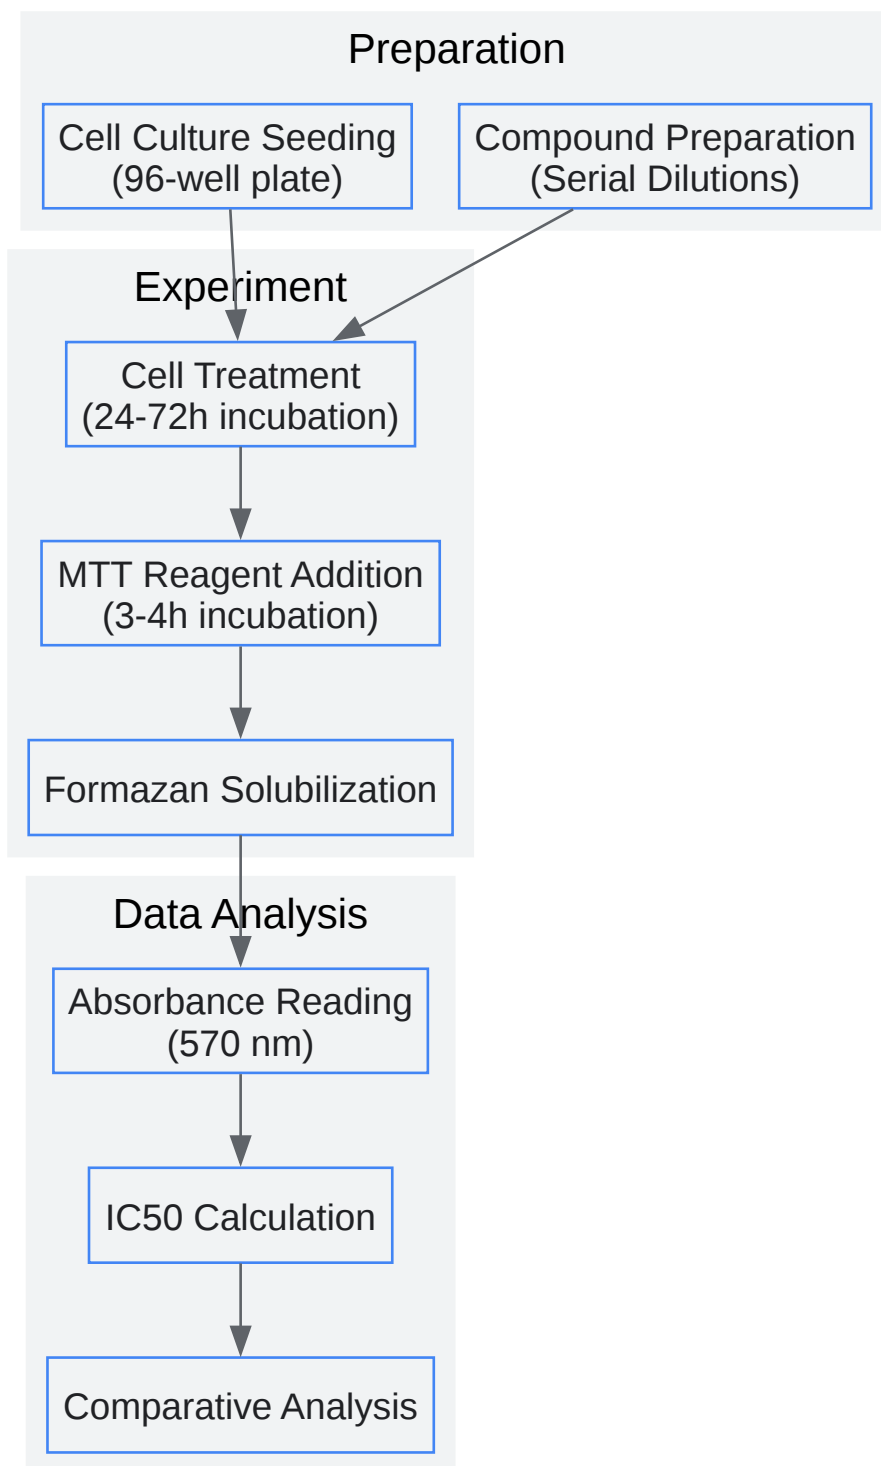 Preparation
Cell Culture Seeding
(96-well plate)
Compound Preparation
(Serial Dilutions)
Experiment
Cell Treatment
(24-72h incubation)
MTT Reagent Addition
(3-4h incubation)
Formazan Solubilization
Data Analysis
Absorbance Reading
(570 nm)
IC50 Calculation
Comparative Analysis